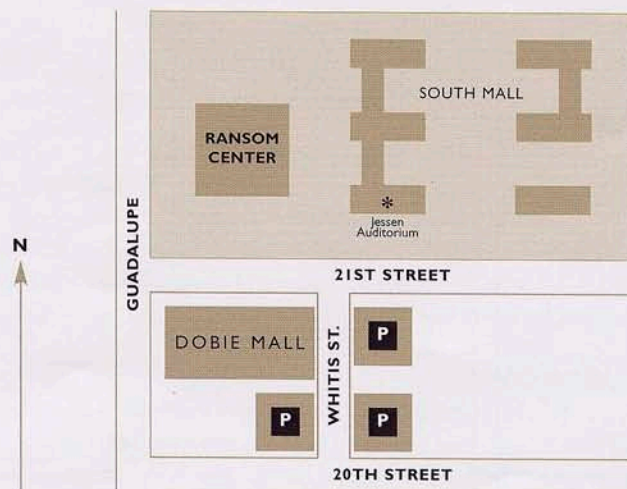 SOUTH MALL
RANSOM
CENTER
*
Jessen
Auditorium
N
GUADALUPE
21ST STREET
DOBIE MALL
WHITIS ST.
P
P
P
20TH STREET